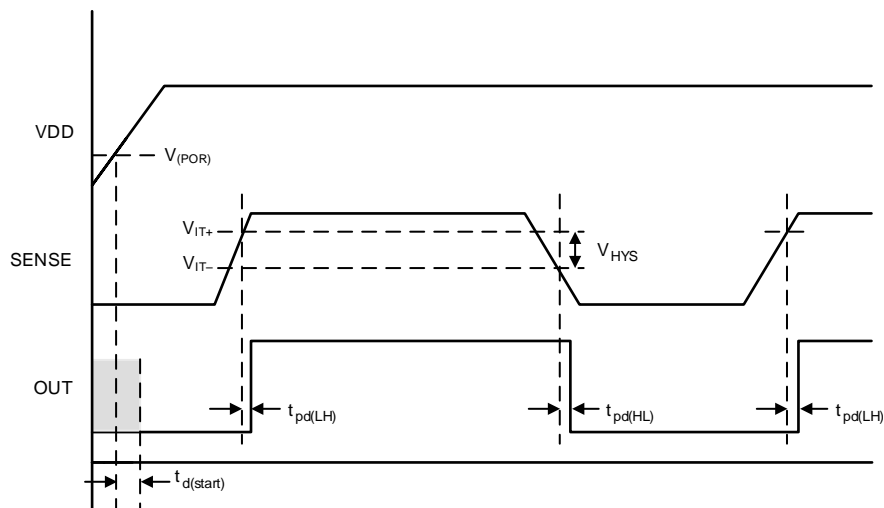 VDD
V(POR)
VIT+
VIT–
SENSE
VHYS
OUT
tpd(LH)
tpd(HL)
tpd(LH)
td(start)